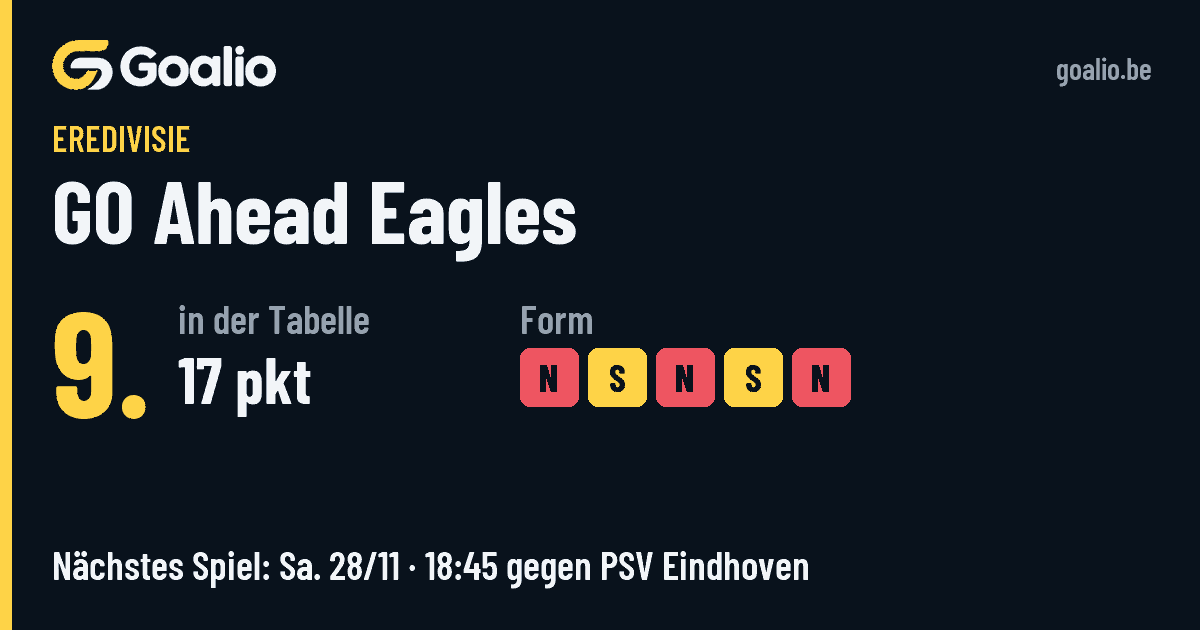 Goalio
goalio.be
EREDIVISIE
GO Ahead Eagles
9.
in der Tabelle
17 pkt
Form
N S N S N
Nächstes Spiel: Sa. 28/11 · 18:45 gegen PSV Eindhoven